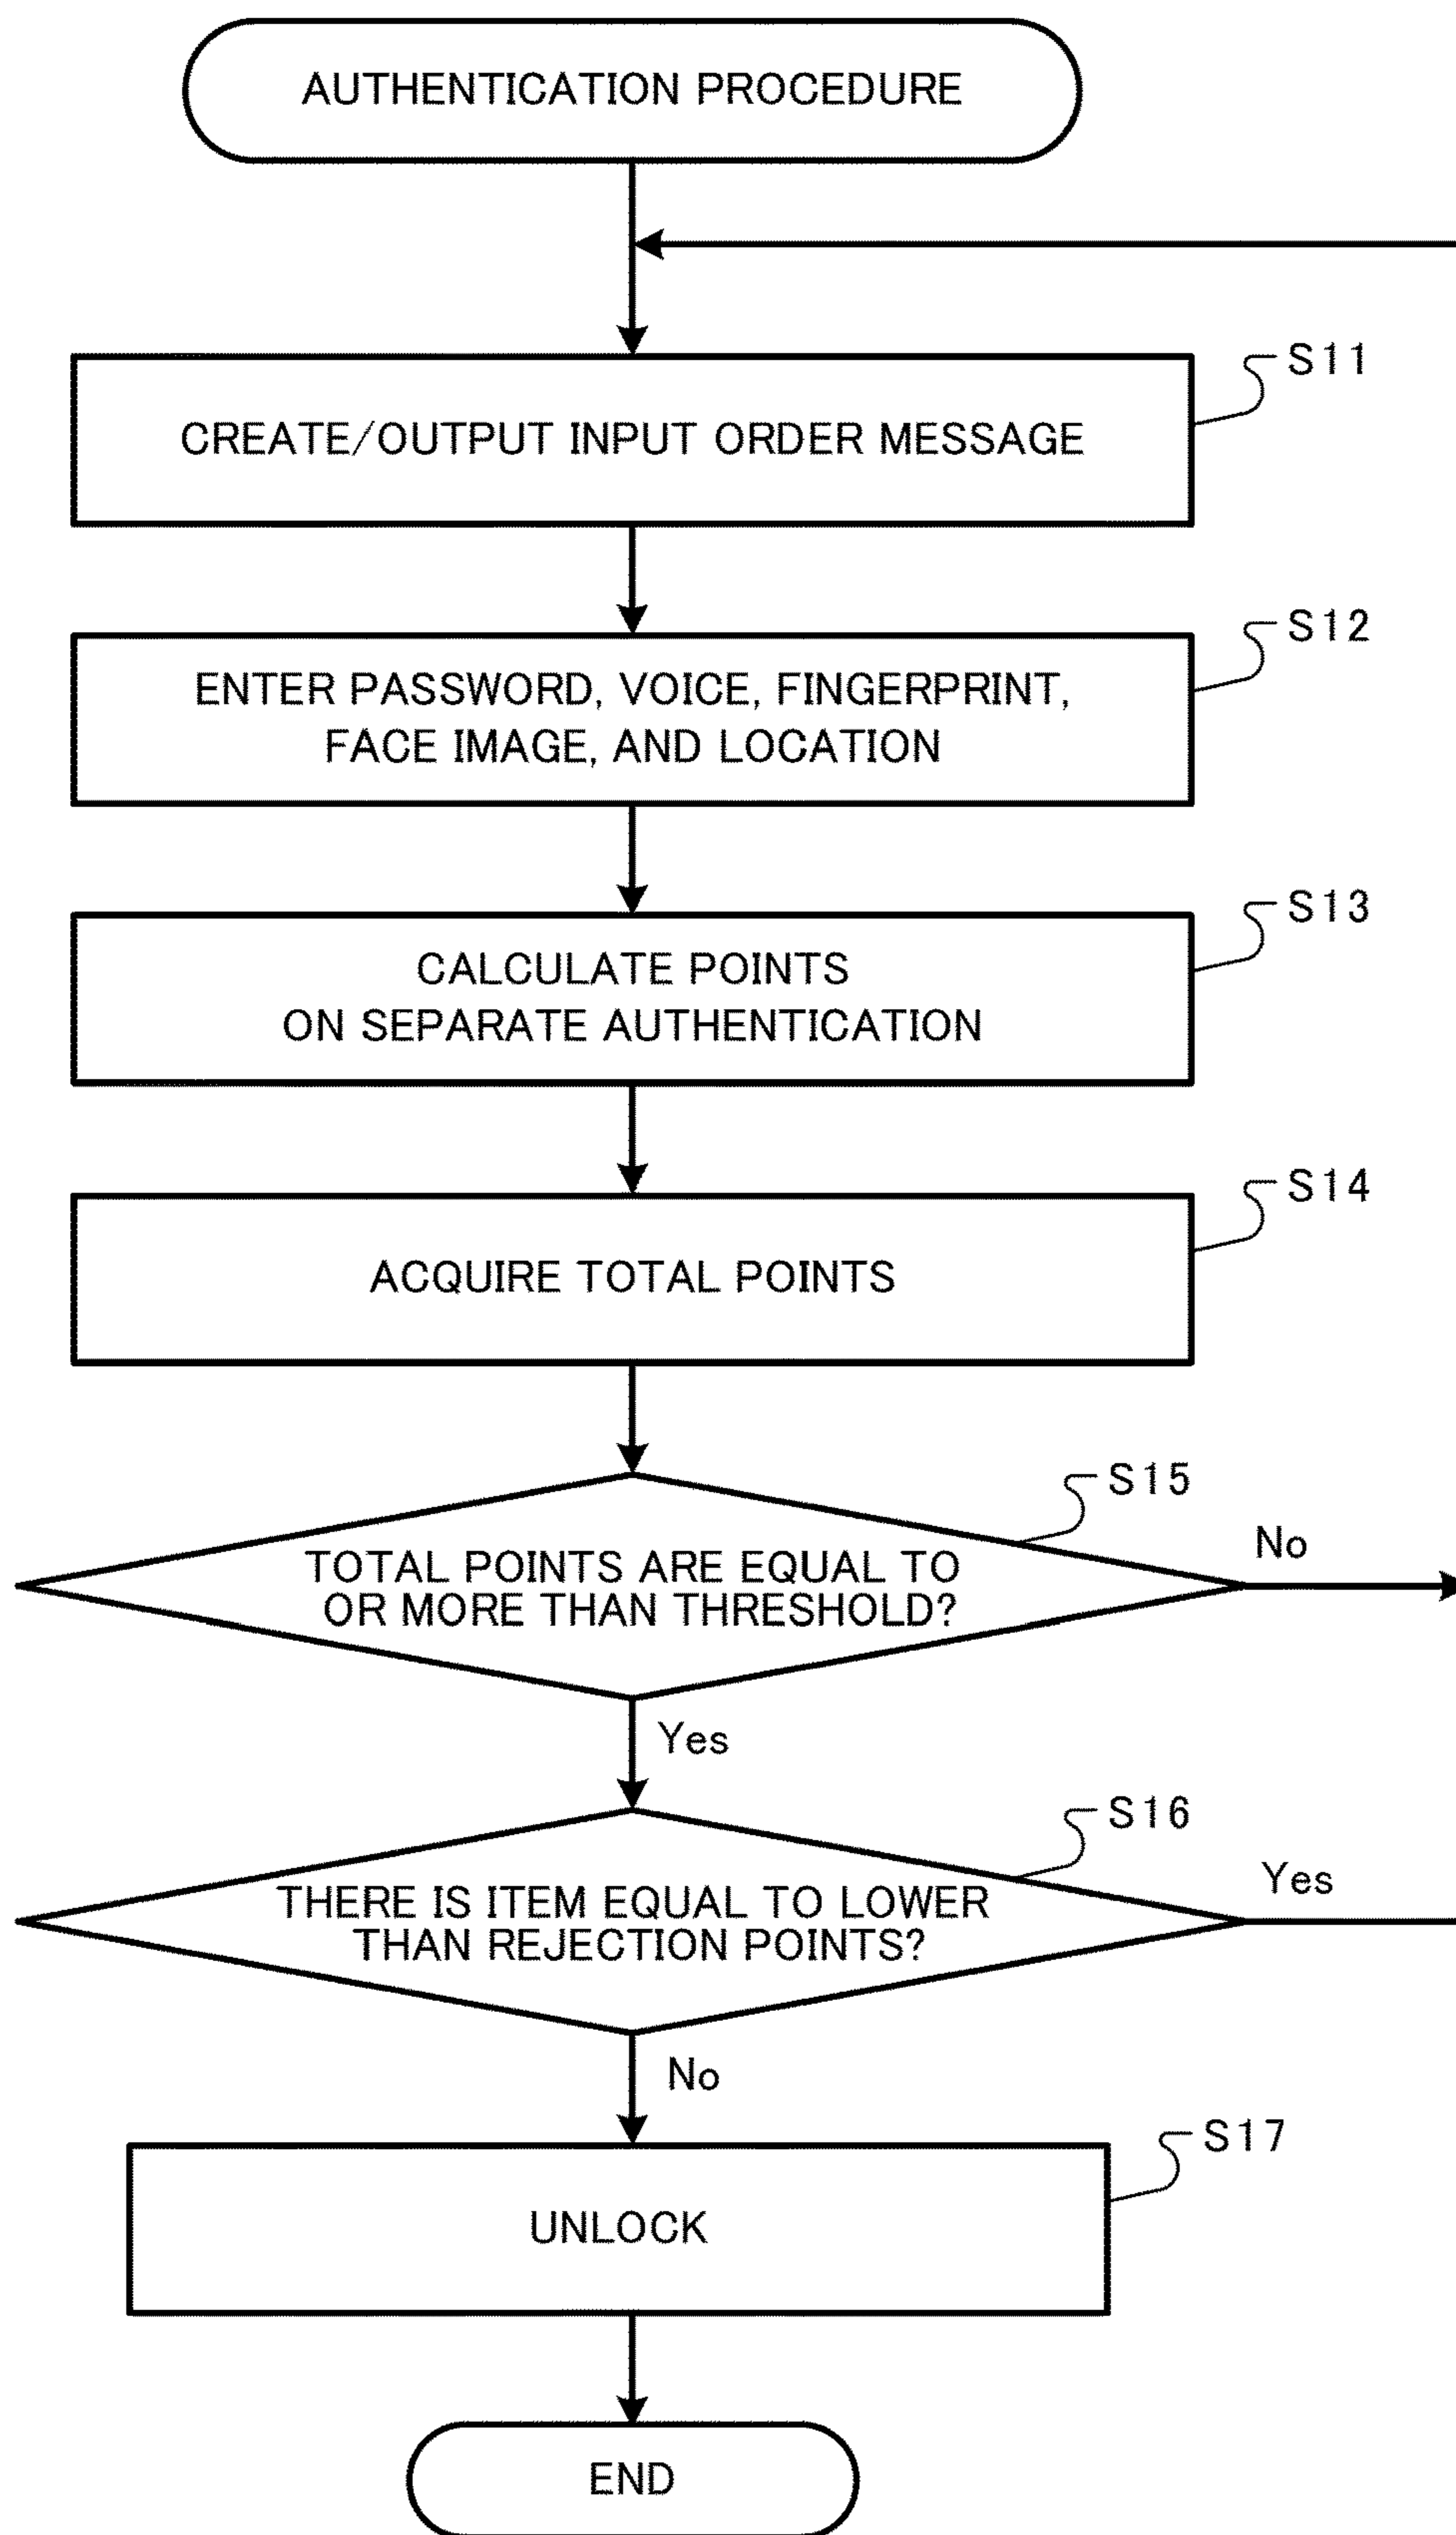 AUTHENTICATION PROCEDURE
S11
CREATE/OUTPUT INPUT ORDER MESSAGE
S12
ENTER PASSWORD, VOICE, FINGERPRINT,
FACE IMAGE, AND LOCATION
S13
CALCULATE POINTS
ON SEPARATE AUTHENTICATION
S14
ACQUIRE TOTAL POINTS
S15
No
TOTAL POINTS ARE EQUAL TO
OR MORE THAN THRESHOLD?
Yes
S16
Yes
THERE IS ITEM EQUAL TO LOWER
THAN REJECTION POINTS?
No
S17
UNLOCK
END